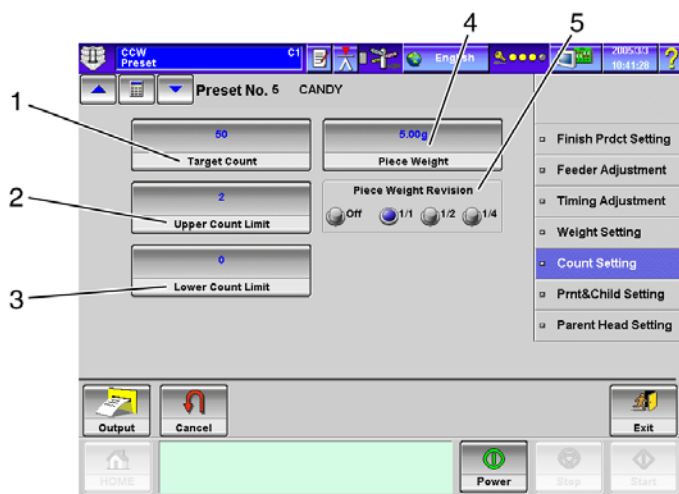 4
5
CCW
Preset
C1
English
2005/3/3
10:41:28
?
Preset No. 5 CANDY
1
50
Target Count
5.00g
Piece Weight
Finish Prdct Setting
Feeder Adjustment
Piece Weight Revision
Off 1/1 1/2 1/4
Timing Adjustment
2
2
Upper Count Limit
Weight Setting
0
Lower Count Limit
Count Setting
3
Prnt&Child Setting
Parent Head Setting
Output
Cancel
Exit
HOME
Power
Stop
Start